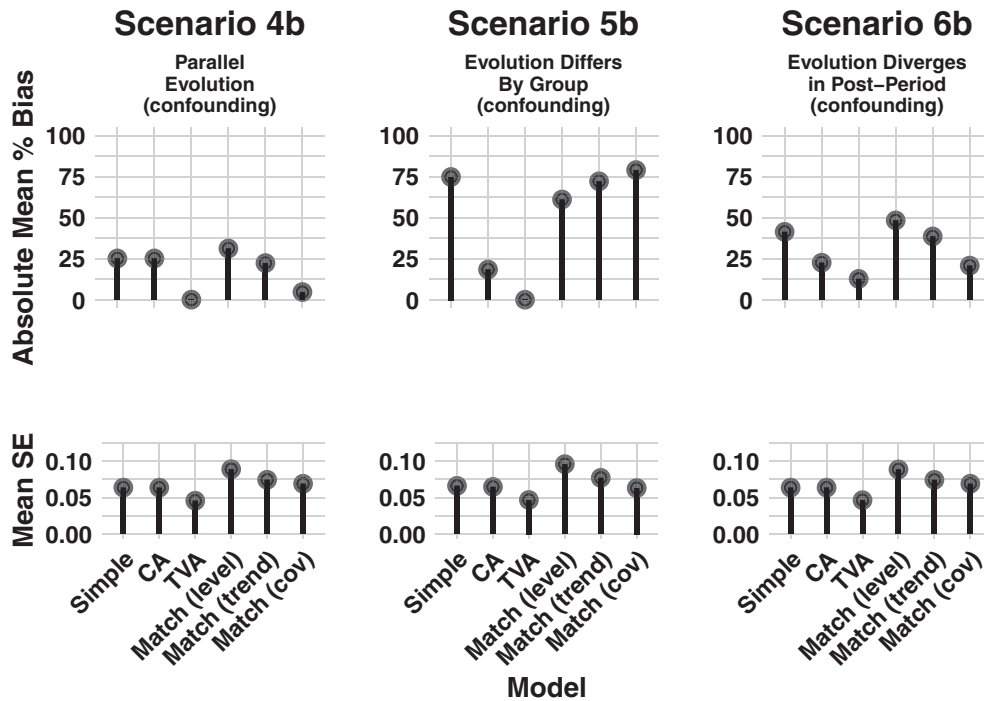 Scenario 4b
Scenario 5b
Scenario 6b
Parallel
Evolution
(confounding)
Evolution Differs
By Group
(confounding)
Evolution Diverges
in Post−Period
(confounding)
Absolute Mean % Bias
100
75
50
25
0
100
75
50
25
0
100
75
50
25
0
Mean SE
0.10
0.05
0.00
0.10
0.05
0.00
0.10
0.05
0.00
Simple
CA
TVA
Match (level)
Match (trend)
Match (cov)
Simple
CA
TVA
Match (level)
Match (trend)
Match (cov)
Simple
CA
TVA
Match (level)
Match (trend)
Match (cov)
Model